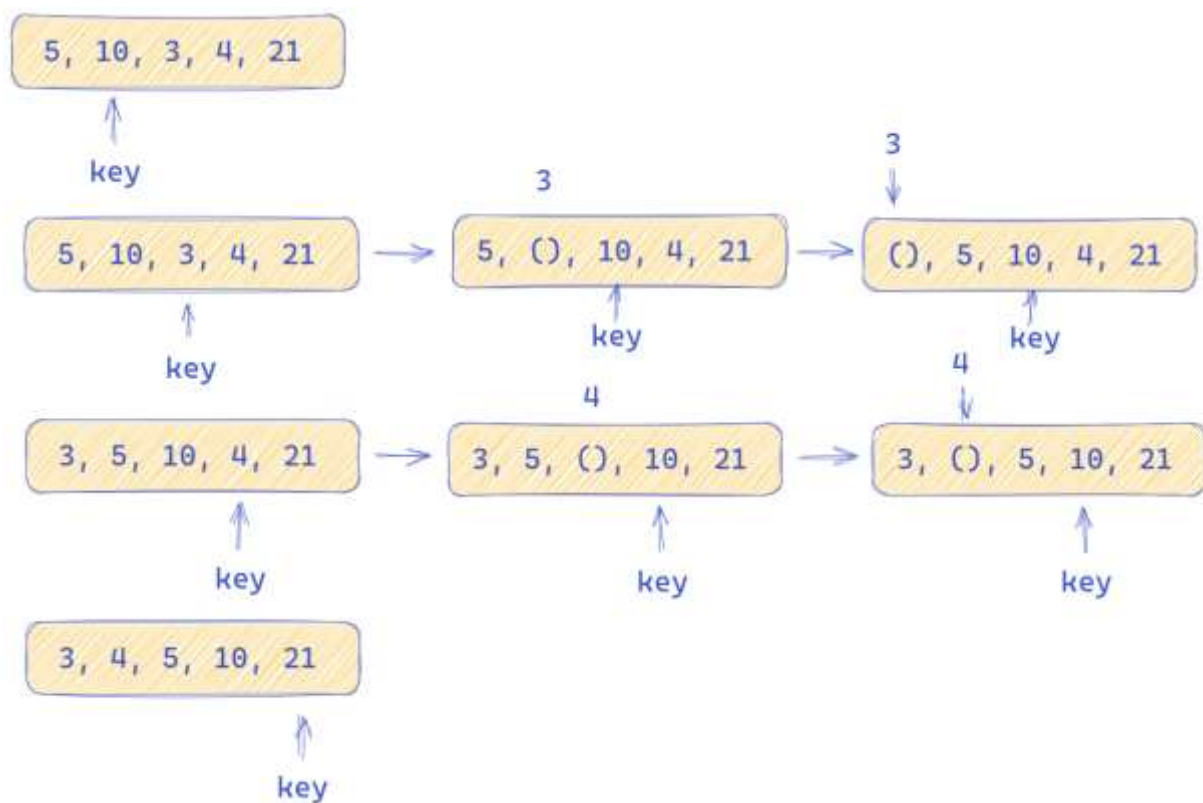 5, 10, 3, 4, 21
key
3
3
5, 10, 3, 4, 21
5, (), 10, 4, 21
(), 5, 10, 4, 21
key
key
key
4
4
3, 5, 10, 4, 21
3, 5, (), 10, 21
3, (), 5, 10, 21
key
key
key
3, 4, 5, 10, 21
key